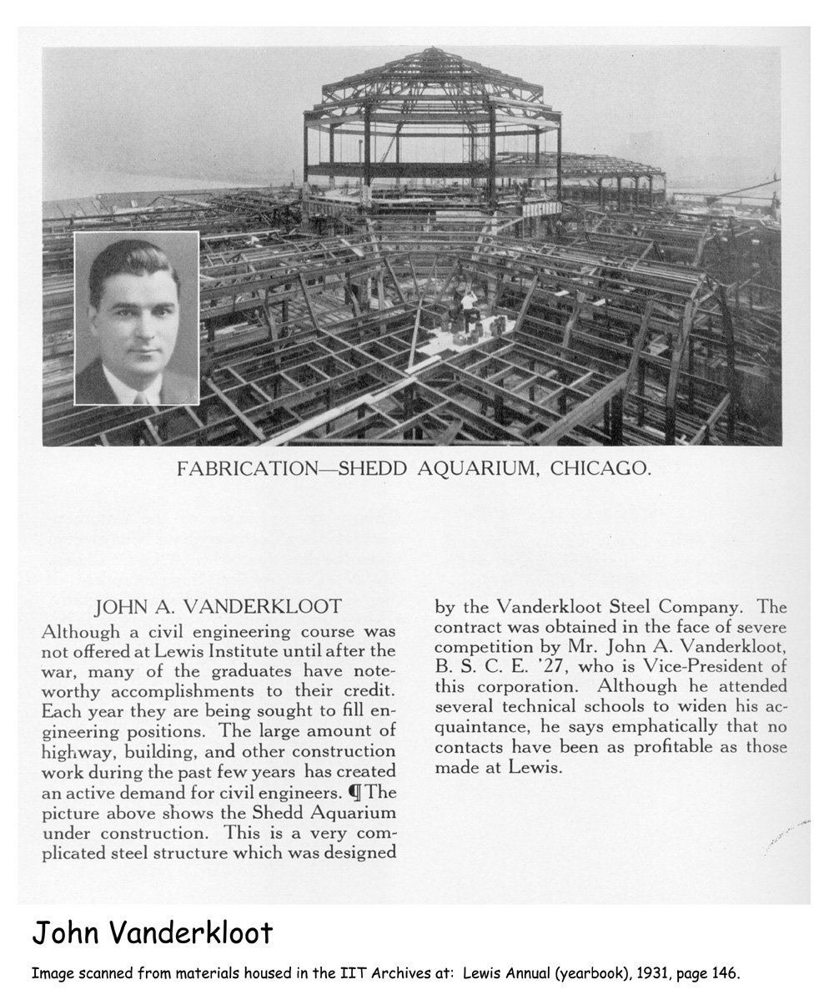 FABRICATION—SHEDD AQUARIUM, CHICAGO.
JOHN A. VANDERKLOOT
Although a civil engineering course was
not offered at Lewis Institute until after the
war, many of the graduates have note-
worthy accomplishments to their credit.
Each year they are being sought to fill en-
gineering positions. The large amount of
highway, building, and other construction
work during the past few years has created
an active demand for civil engineers. ¶ The
picture above shows the Shedd Aquarium
under construction. This is a very com-
plicated steel structure which was designed
by the Vanderkloot Steel Company. The
contract was obtained in the face of severe
competition by Mr. John A. Vanderkloot,
B. S. C. E. ’27, who is Vice-President of
this corporation. Although he attended
several technical schools to widen his ac-
quaintance, he says emphatically that no
contacts have been as profitable as those
made at Lewis.
John Vanderkloot
Image scanned from materials housed in the IIT Archives at: Lewis Annual (yearbook), 1931, page 146.